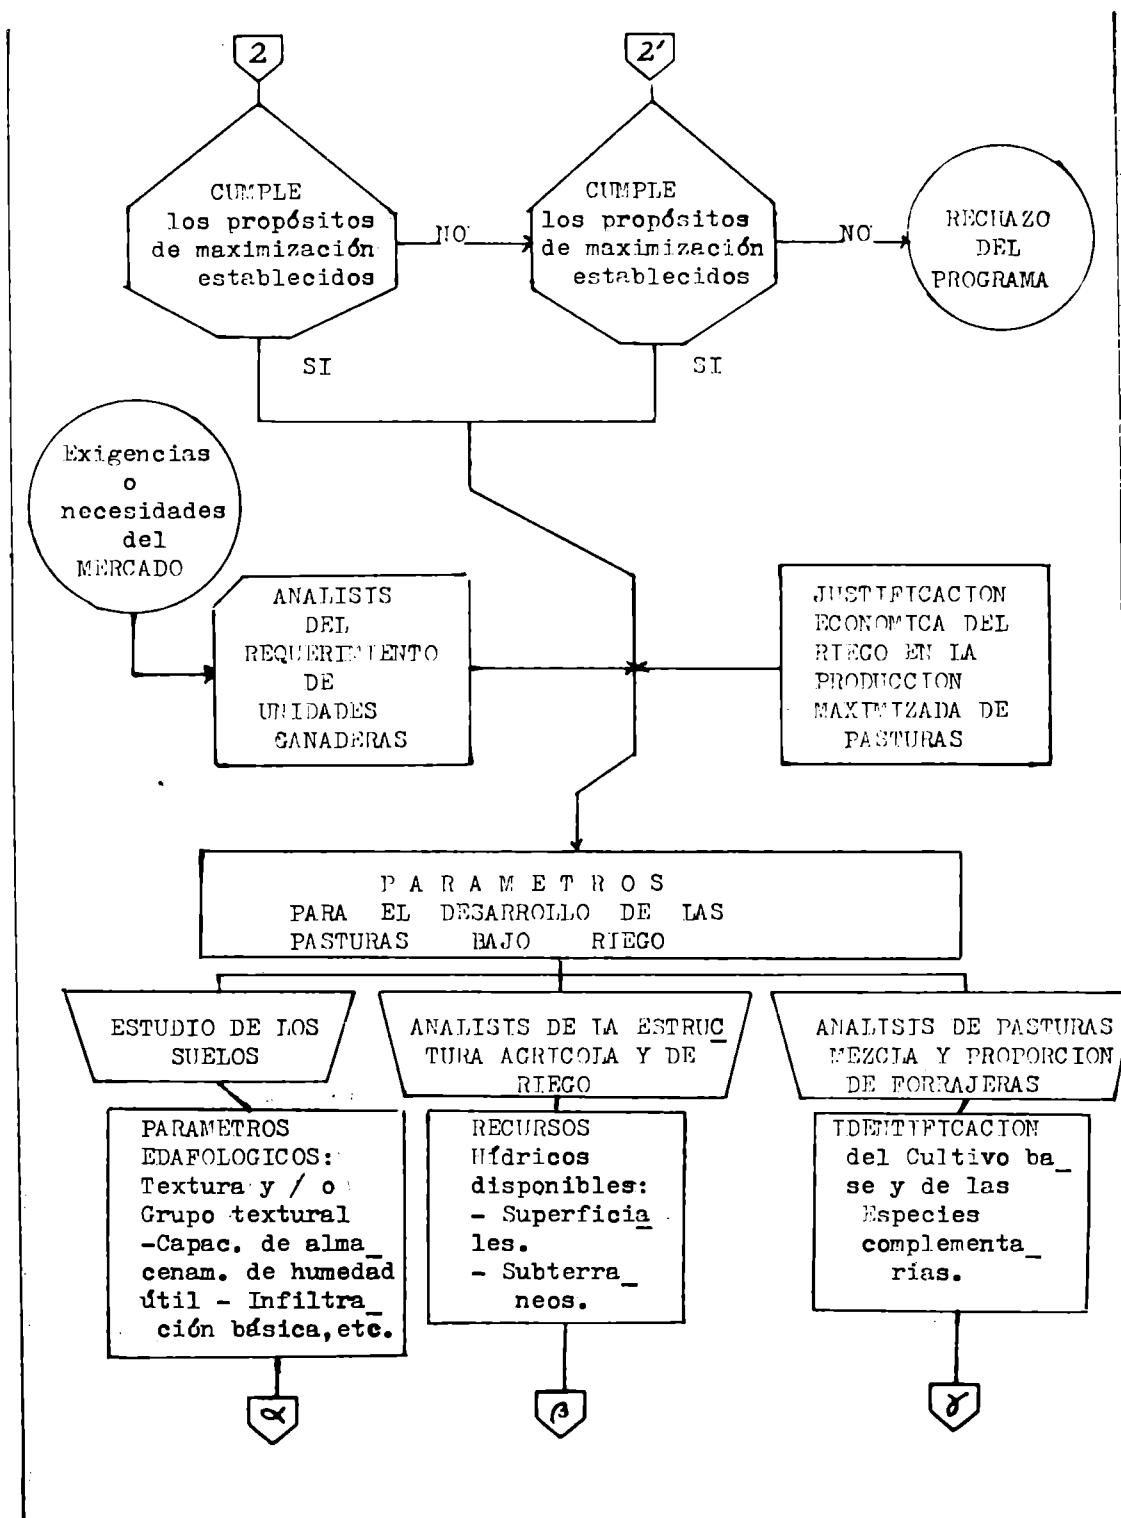 2
2'
CUMPLE
los propósitos
de maximización
establecidos
NO
CUMPLE
los propósitos
de maximización
establecidos
NO
RECHAZO
DEL
PROGRAMA
SI
SI
Exigencias
o
necesidades
del
MERCADO
ANALISIS
DEL
REQUERIMIENTO
DE
UNIDADES
GANADERAS
JUSTIFICACION
ECONOMICA DEL
RIEGO EN LA
PRODUCCION
MAXIMIZADA DE
PASTURAS
P A R A M E T R O S
PARA EL DESARROLLO DE LAS
PASTURAS BAJO RIEGO
ESTUDIO DE LOS
SUELOS
ANALISIS DE LA ESTRUC
TURA AGRICOLA Y DE
RIEGO
ANALISIS DE PASTURAS
MEZCLA Y PROPORCION
DE FORRAJERAS
PARAMETROS
EDAFOLOGICOS:
Textura y / o
Grupo textural
-Capac. de alma_
cenam. de humedad
útil - Infiltra_
ción básica,etc.
RECURSOS
Hídricos
disponibles:
- Superficia
les.
- Subterra_
neos.
IDENTIFICACION
del Cultivo ba_
se y de las
Especies
complementa_
rías.
α
β
γ